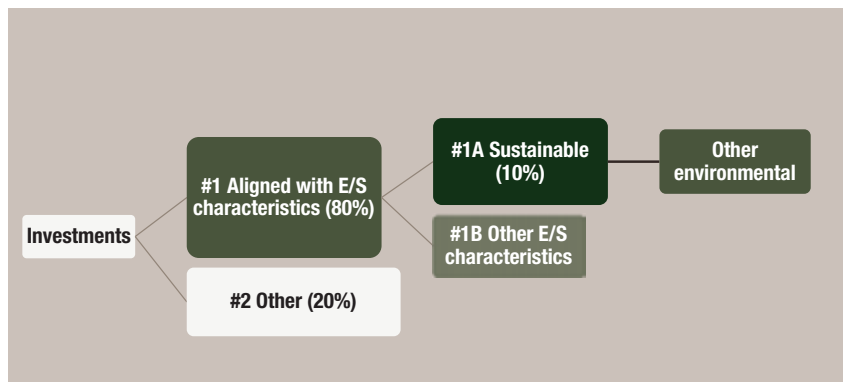 Investments
#1 Aligned with E/S
characteristics (80%)
#2 Other (20%)
#1A Sustainable
(10%)
#1B Other E/S
characteristics
Other
environmental